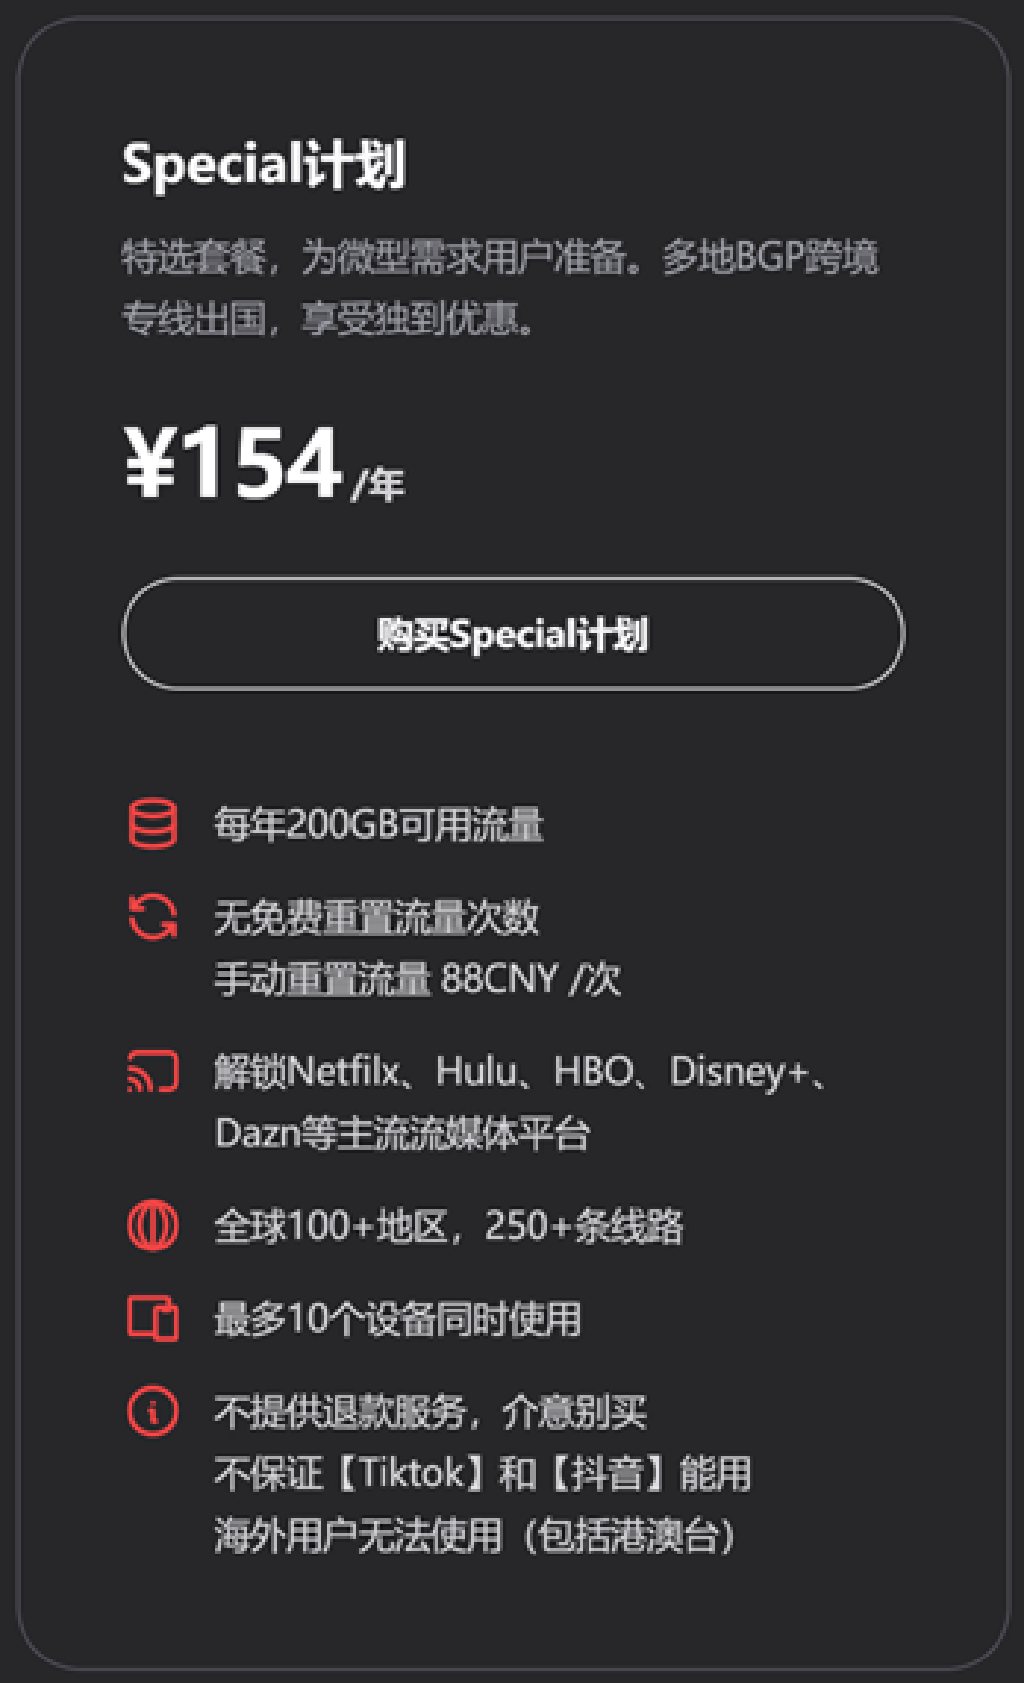 Special计划
特选套餐，为微型需求用户准备。多地BGP跨境
专线出国，享受独到优惠。
¥154 /年
购买Special计划
每年200GB可用流量
无免费重置流量次数
手动重置流量 88CNY /次
解锁Netfilx、Hulu、HBO、Disney+、
Dazn等主流流媒体平台
全球100+地区，250+条线路
最多10个设备同时使用
不提供退款服务，介意别买
不保证【Tiktok】和【抖音】能用
海外用户无法使用（包括港澳台）